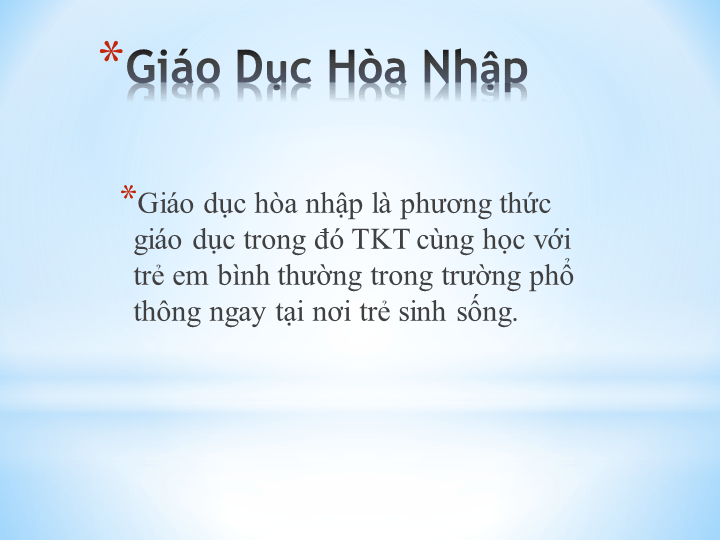 * Giáo Dục Hòa Nhập
* Giáo dục hòa nhập là phương thức
giáo dục trong đó TKT cùng học với
trẻ em bình thường trong trường phổ
thông ngay tại nơi trẻ sinh sống.